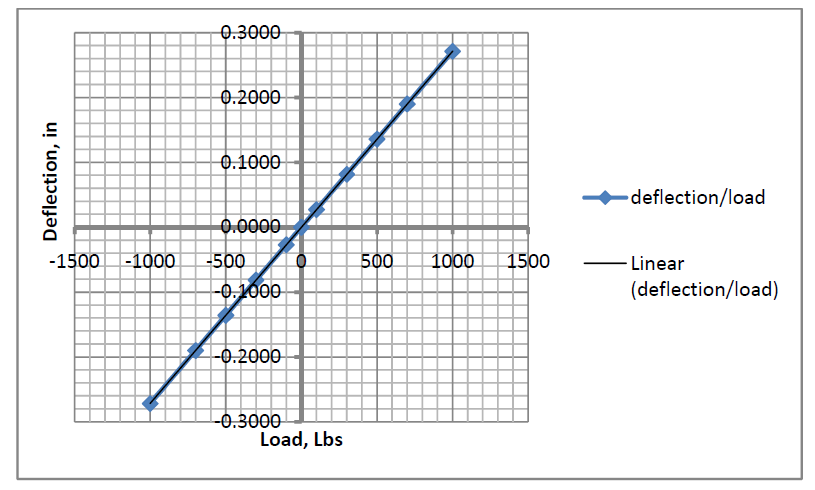 0.3000
0.2000
0.1000
0.0000
-0.1000
-0.2000
-0.3000
-1500 -1000 -500 0 500 1000 1500
Deflection, in
Load, Lbs
deflection/load
Linear
(deflection/load)